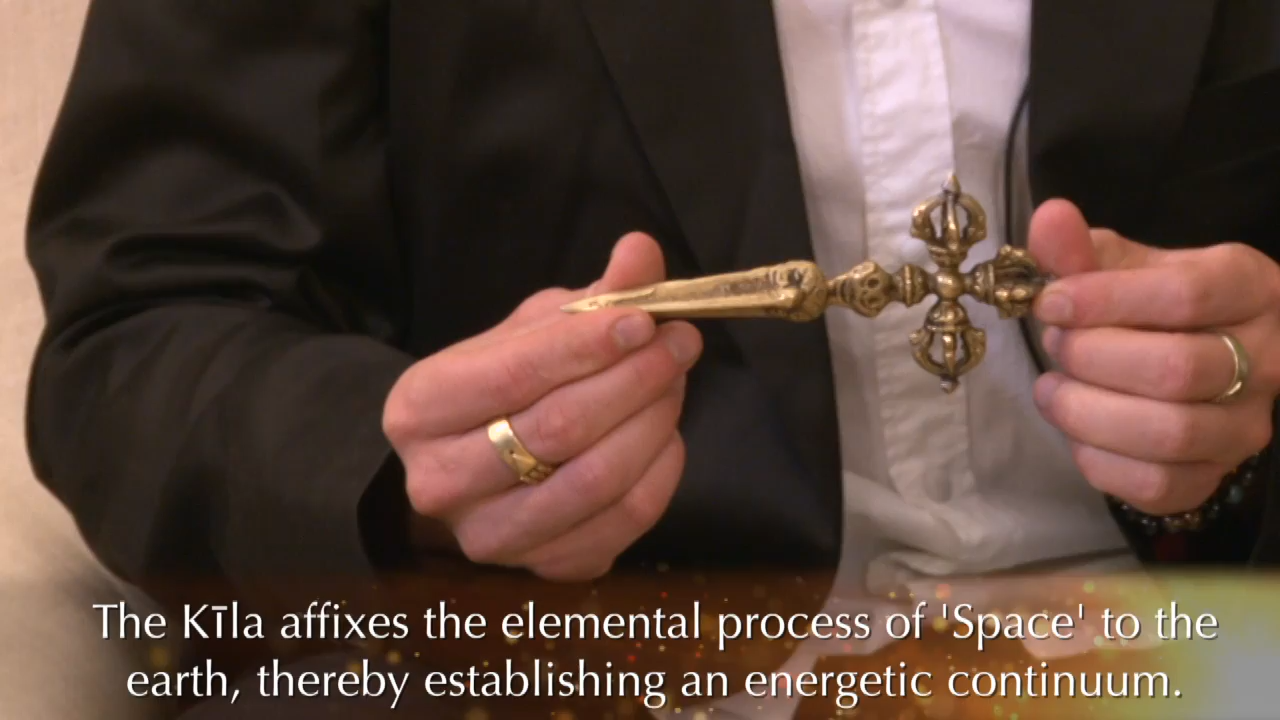 The Kīla affixes the elemental process of 'Space' to the
earth, thereby establishing an energetic continuum.